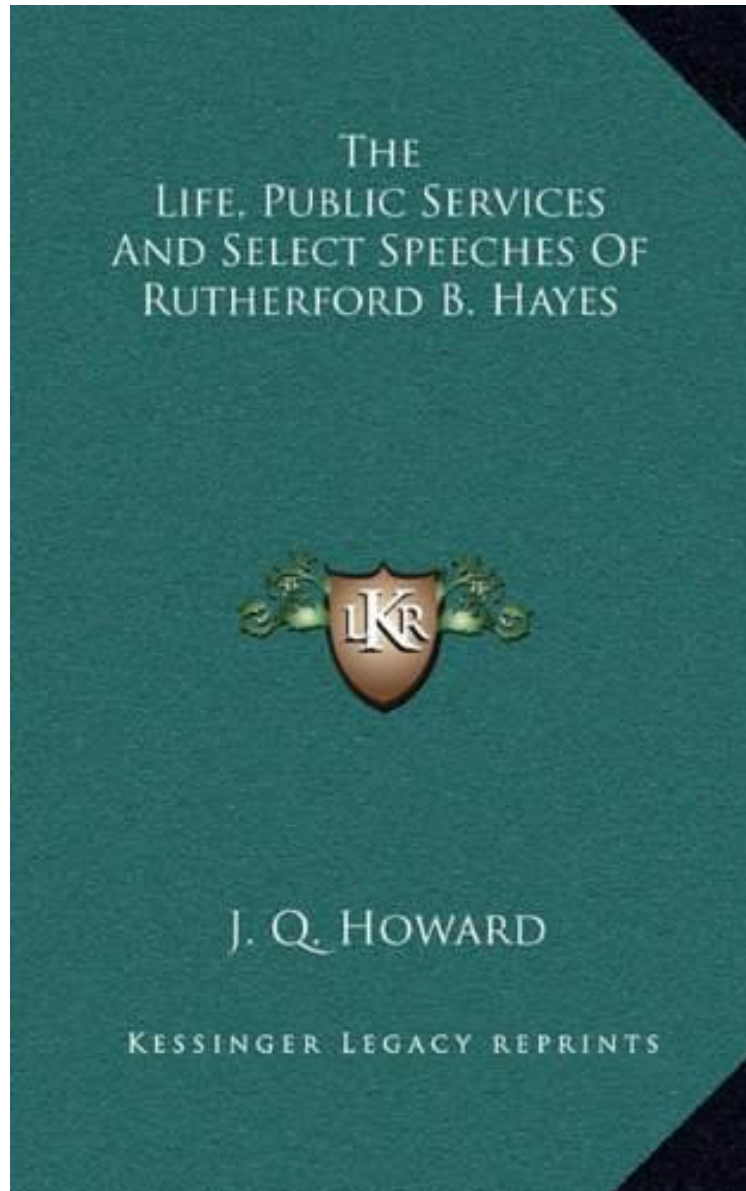 THE
LIFE, PUBLIC SERVICES
AND SELECT SPEECHES OF
RUTHERFORD B. HAYES
LKR
J. Q. HOWARD
KESSINGER LEGACY REPRINTS